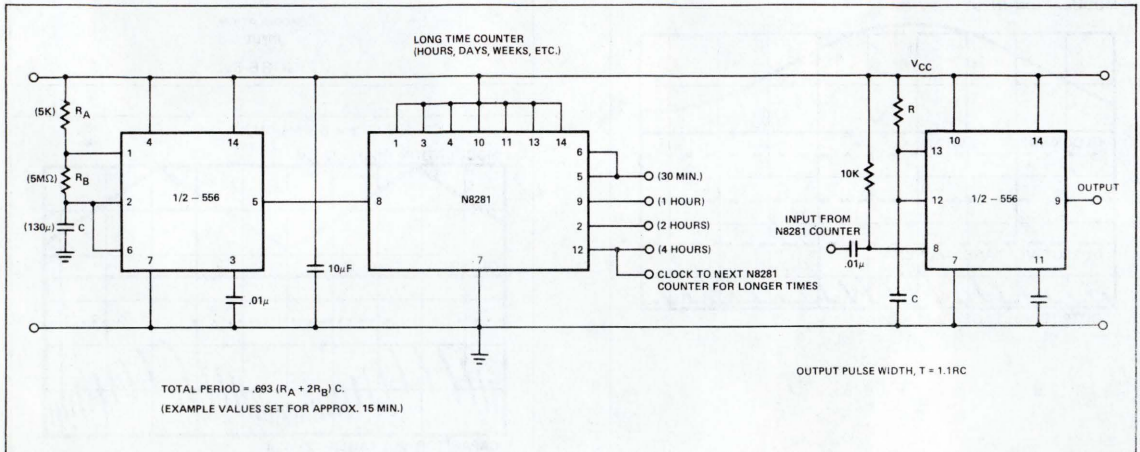 LONG TIME COUNTER
(HOURS, DAYS, WEEKS, ETC.)
VCC
(5K) RA
4 14
1 3 4 10 11 13 14
R
10 14
1
13
(5MΩ) RB
6
5 (30 MIN.)
10K
2 1/2 – 556 5
8 N8281
9 (1 HOUR)
12 1/2 – 556 9 OUTPUT
(130μ) C
2 (2 HOURS)
INPUT FROM
N8281 COUNTER
6
12 (4 HOURS)
8
.01μ
7 3
10μF
7
CLOCK TO NEXT N8281
COUNTER FOR LONGER TIMES
7 11
.01μ
C
TOTAL PERIOD = .693 (RA + 2RB) C.
(EXAMPLE VALUES SET FOR APPROX. 15 MIN.)
OUTPUT PULSE WIDTH, T = 1.1RC